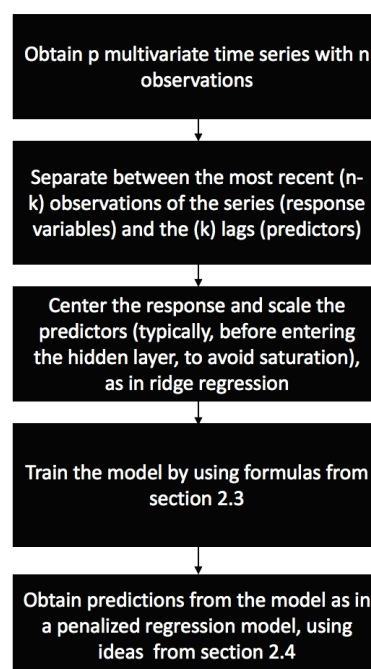 Obtain p multivariate time series with n
observations
Separate between the most recent (n-
k) observations of the series (response
variables) and the (k) lags (predictors)
Center the response and scale the
predictors (typically, before entering
the hidden layer, to avoid saturation),
as in ridge regression
Train the model by using formulas from
section 2.3
Obtain predictions from the model as in
a penalized regression model, using
ideas from section 2.4